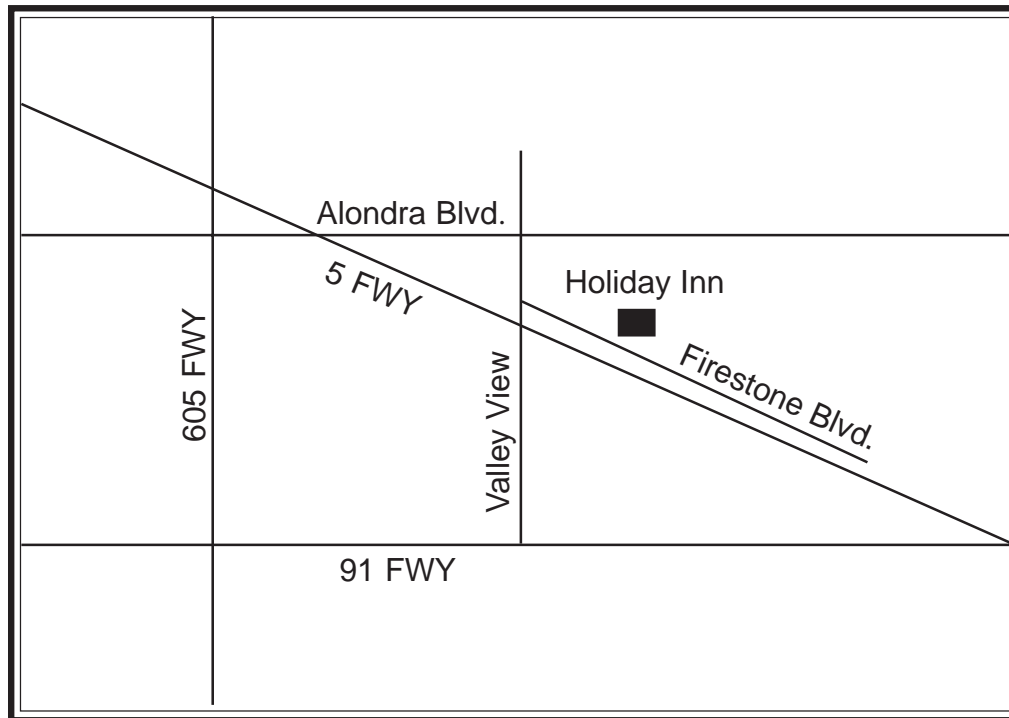 Alondra Blvd.
5 FWY
Holiday Inn
605 FWY
Valley View
Firestone Blvd.
91 FWY